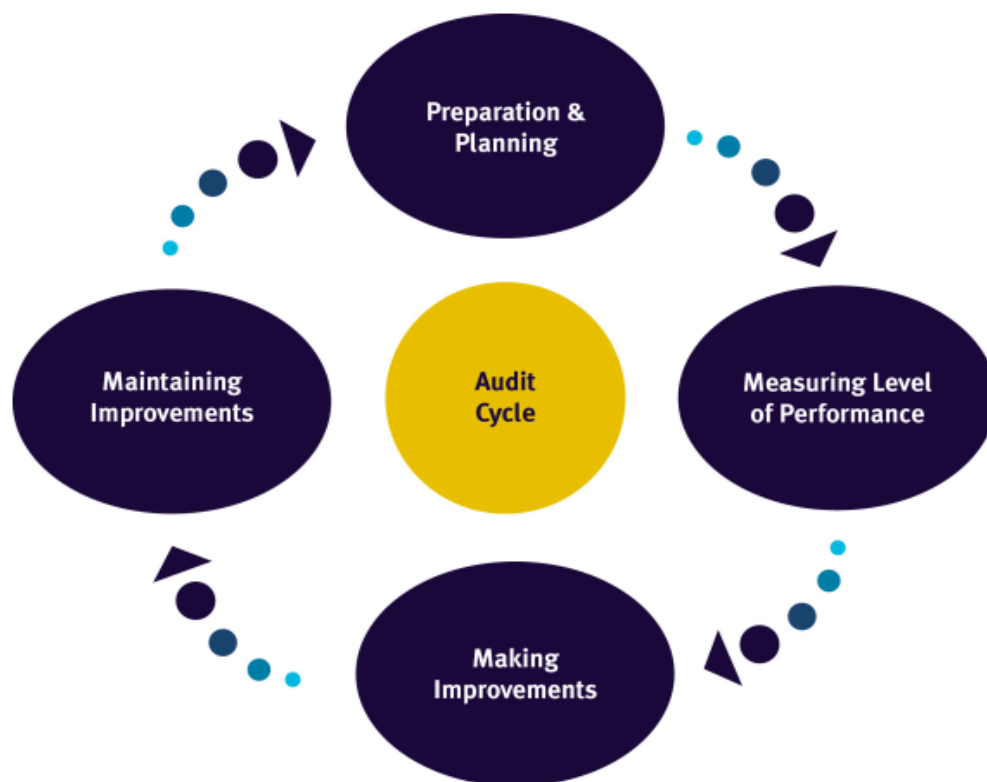 Preparation &
Planning
Maintaining
Improvements
Audit
Cycle
Measuring Level
of Performance
Making
Improvements